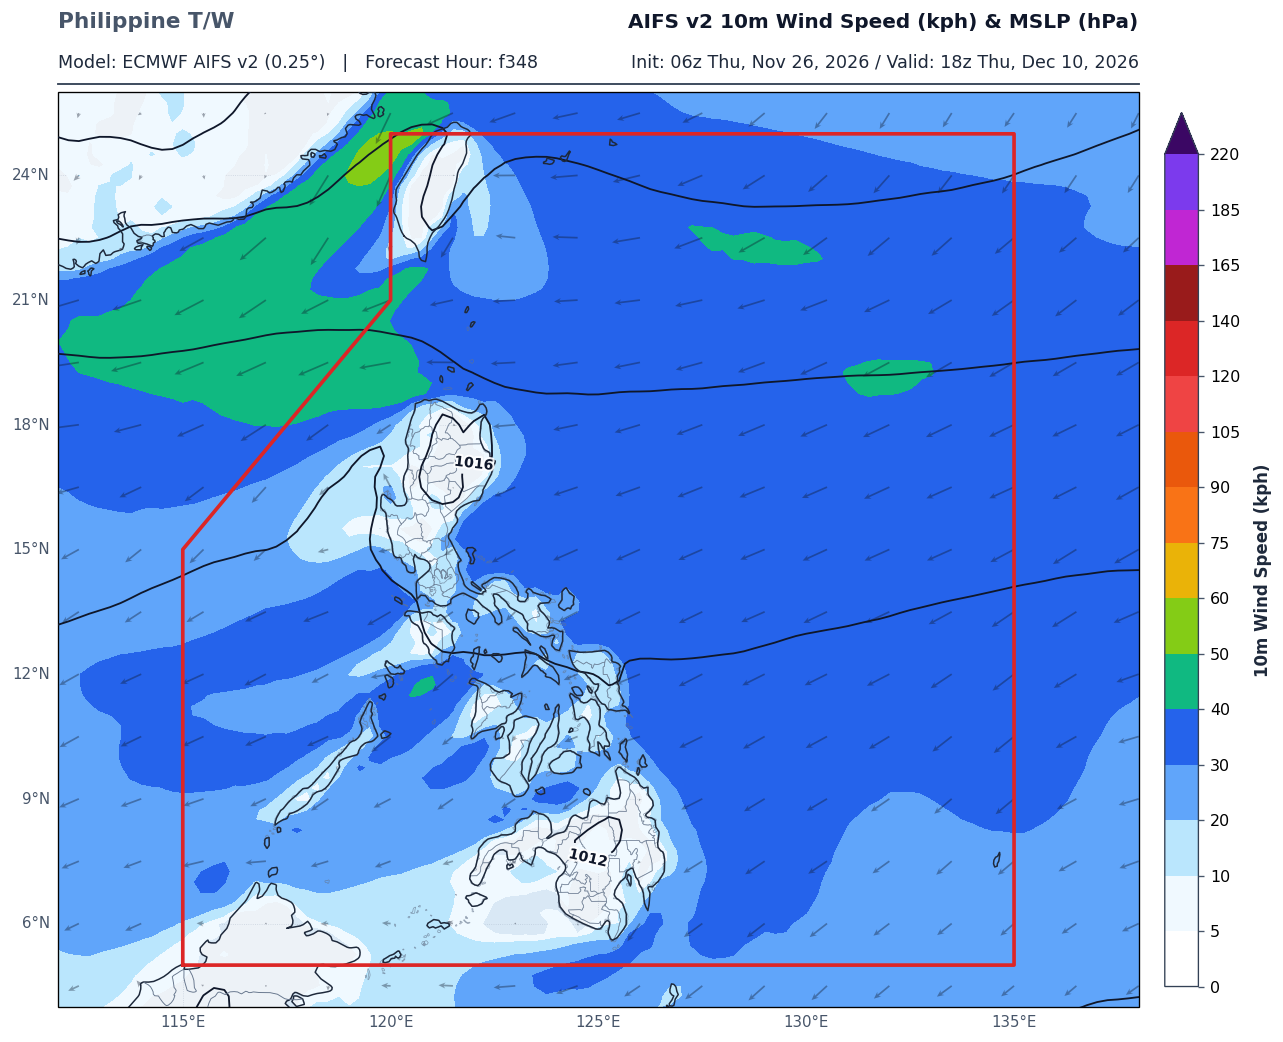 Philippine T/W
AIFS v2 10m Wind Speed (kph) & MSLP (hPa)
Model: ECMWF AIFS v2 (0.25°) | Forecast Hour: f348
Init: 06z Thu, Nov 26, 2026 / Valid: 18z Thu, Dec 10, 2026
24°N
21°N
18°N
15°N
12°N
9°N
6°N
1016
1012
115°E
120°E
125°E
130°E
135°E
220
185
165
140
120
105
90
75
60
50
40
30
20
10
5
0
10m Wind Speed (kph)